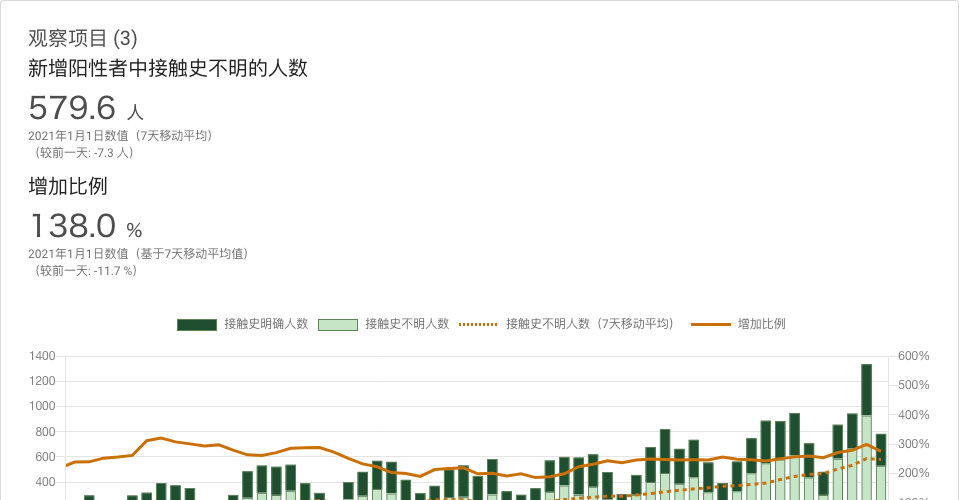 观察项目 (3)
新增阳性者中接触史不明的人数
579.6 人
2021年1月1日数值（7天移动平均）
（较前一天: -7.3 人）
增加比例
138.0 %
2021年1月1日数值（基于7天移动平均值）
（较前一天: -11.7 %）
接触史明确人数 接触史不明人数 接触史不明人数（7天移动平均） 增加比例
1400 600%
1200 500%
1000 400%
800 300%
600 200%
400